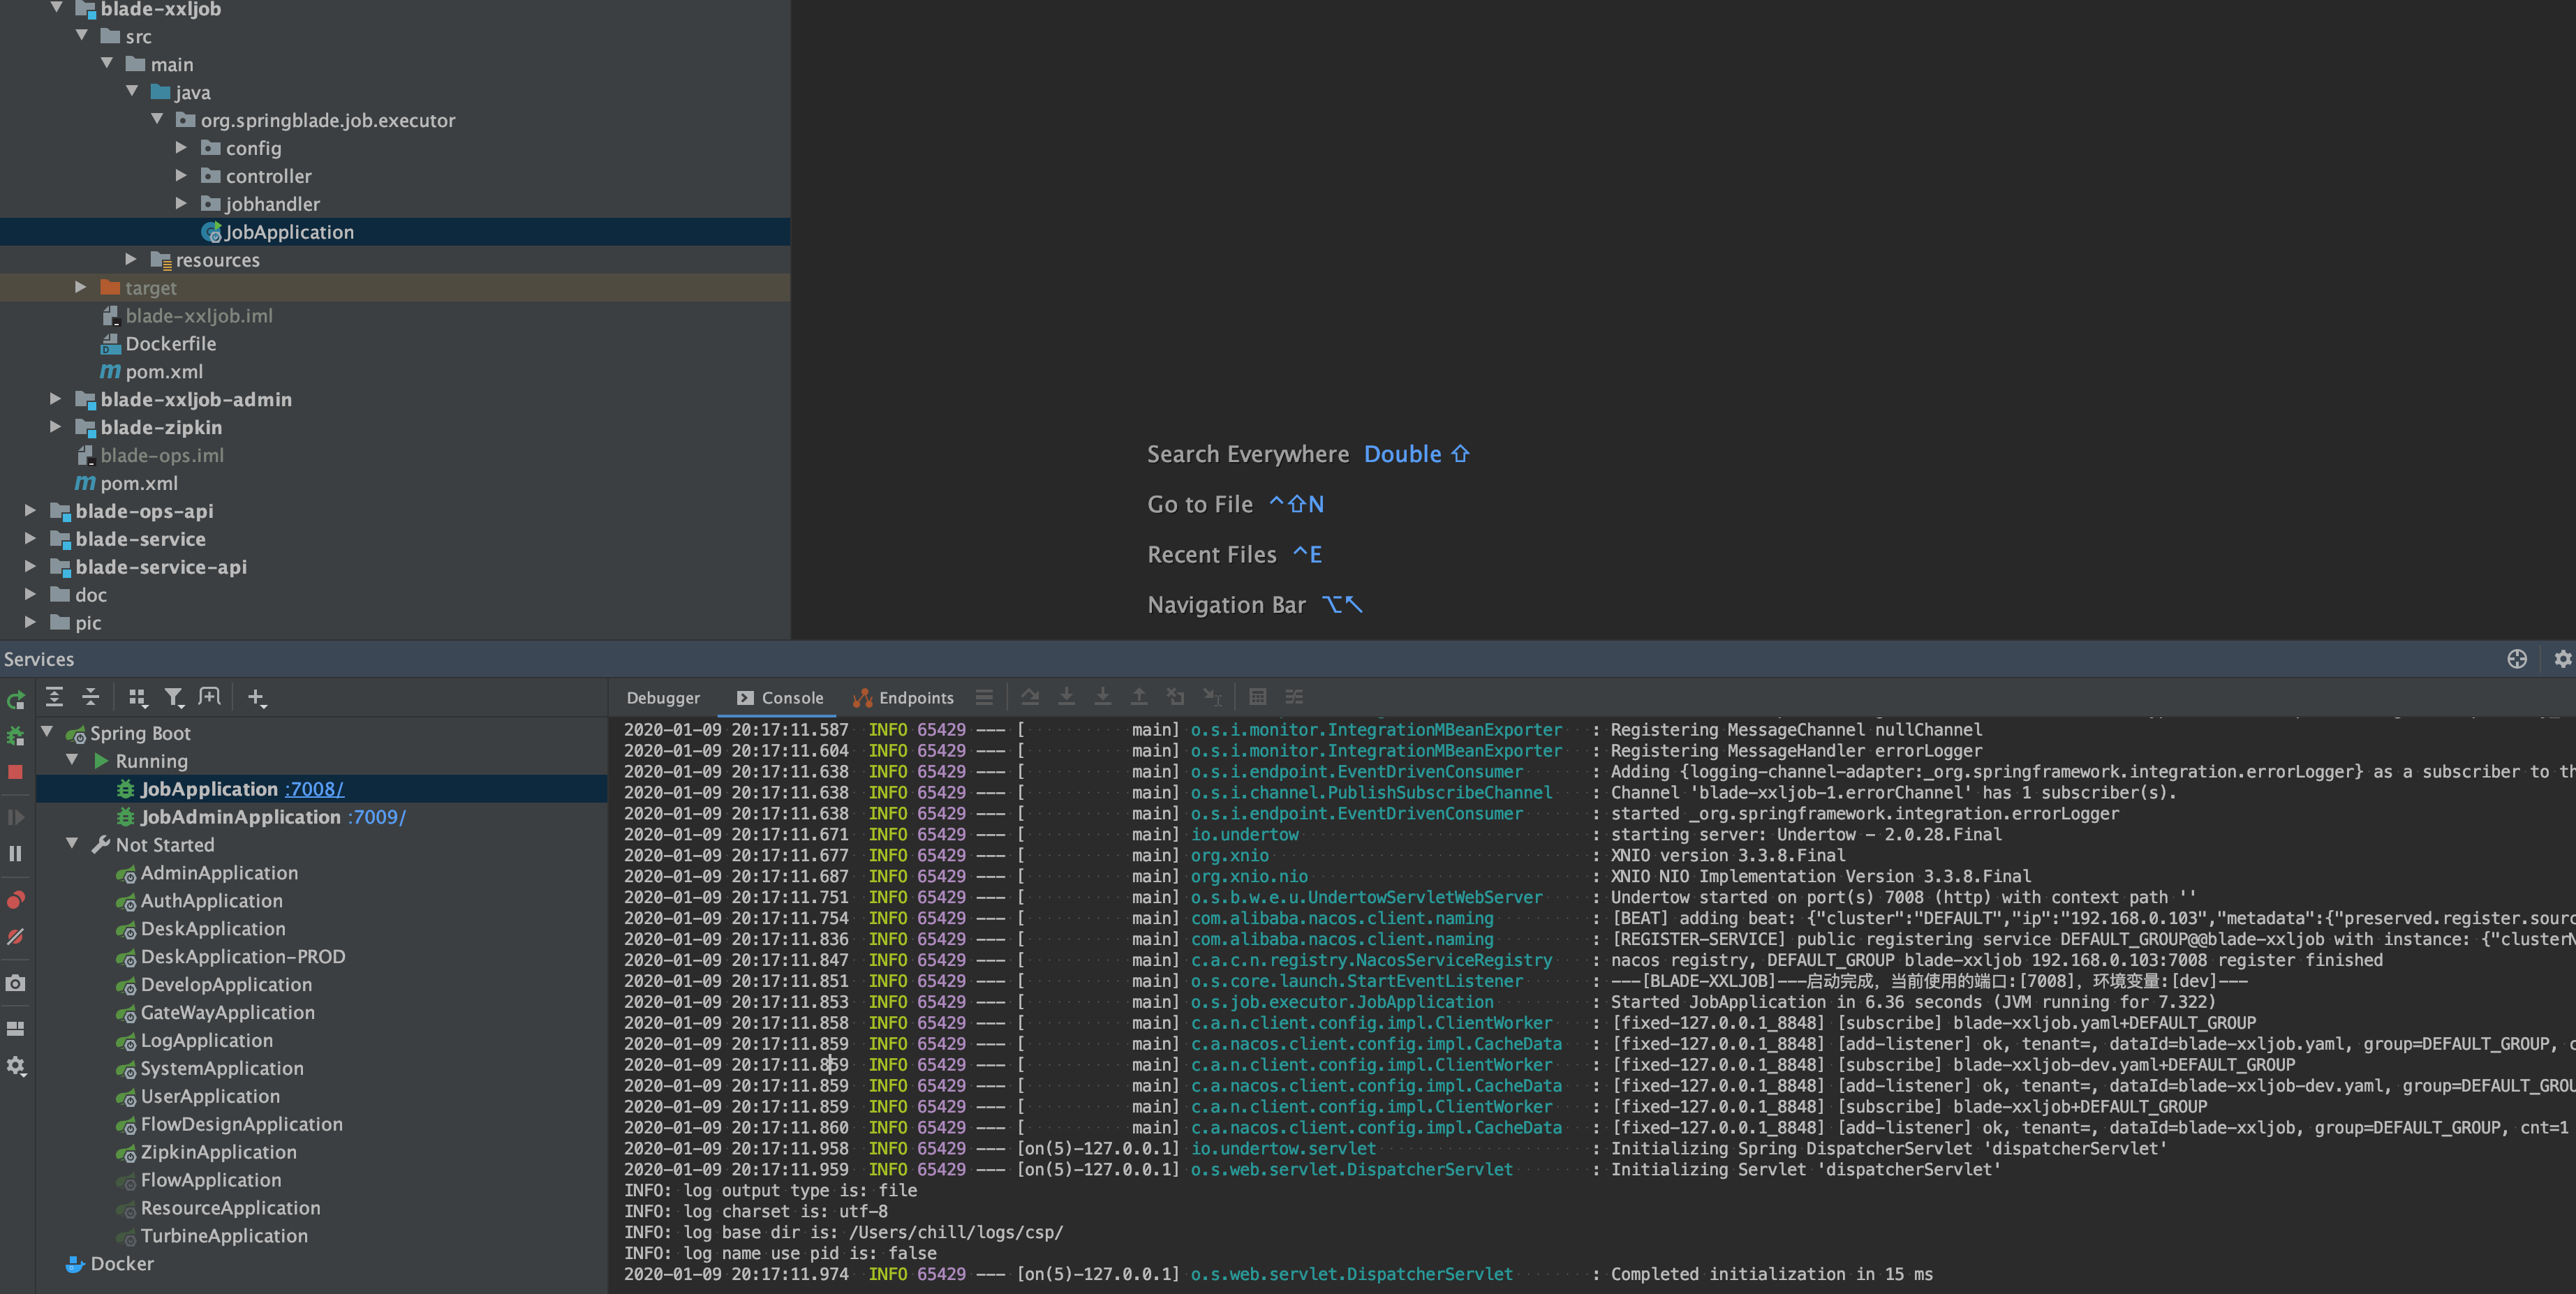 blade-xxljob
src
main
java
org.springblade.job.executor
config
controller
jobhandler
JobApplication
resources
target
blade-xxljob.iml
Dockerfile
pom.xml
blade-xxljob-admin
blade-zipkin
blade-ops.iml
pom.xml
blade-ops-api
blade-service
blade-service-api
doc
pic
Search Everywhere Double ⇧
Go to File ^⇧N
Recent Files ^E
Navigation Bar ⌥↖
Services
Spring Boot
Running
JobApplication :7008/
JobAdminApplication :7009/
Not Started
AdminApplication
AuthApplication
DeskApplication
DeskApplication-PROD
DevelopApplication
GateWayApplication
LogApplication
SystemApplication
UserApplication
FlowDesignApplication
ZipkinApplication
FlowApplication
ResourceApplication
TurbineApplication
Docker
Debugger Console Endpoints
2020-01-09 20:17:11.587 INFO 65429 --- [ main] o.s.i.monitor.IntegrationMBeanExporter : Registering MessageChannel nullChannel
2020-01-09 20:17:11.604 INFO 65429 --- [ main] o.s.i.monitor.IntegrationMBeanExporter : Registering MessageHandler errorLogger
2020-01-09 20:17:11.638 INFO 65429 --- [ main] o.s.i.endpoint.EventDrivenConsumer : Adding {logging-channel-adapter:_org.springframework.integration.errorLogger} as a subscriber to th
2020-01-09 20:17:11.638 INFO 65429 --- [ main] o.s.i.channel.PublishSubscribeChannel : Channel 'blade-xxljob-1.errorChannel' has 1 subscriber(s).
2020-01-09 20:17:11.638 INFO 65429 --- [ main] o.s.i.endpoint.EventDrivenConsumer : started _org.springframework.integration.errorLogger
2020-01-09 20:17:11.671 INFO 65429 --- [ main] io.undertow : starting server: Undertow - 2.0.28.Final
2020-01-09 20:17:11.677 INFO 65429 --- [ main] org.xnio : XNIO version 3.3.8.Final
2020-01-09 20:17:11.687 INFO 65429 --- [ main] org.xnio.nio : XNIO NIO Implementation Version 3.3.8.Final
2020-01-09 20:17:11.751 INFO 65429 --- [ main] o.s.b.w.e.u.UndertowServletWebServer : Undertow started on port(s) 7008 (http) with context path ''
2020-01-09 20:17:11.754 INFO 65429 --- [ main] com.alibaba.nacos.client.naming : [BEAT] adding beat: {"cluster":"DEFAULT","ip":"192.168.0.103","metadata":{"preserved.register.sourc
2020-01-09 20:17:11.836 INFO 65429 --- [ main] com.alibaba.nacos.client.naming : [REGISTER-SERVICE] public registering service DEFAULT_GROUP@@blade-xxljob with instance: {"clusterN
2020-01-09 20:17:11.847 INFO 65429 --- [ main] c.a.c.n.registry.NacosServiceRegistry : nacos registry, DEFAULT_GROUP blade-xxljob 192.168.0.103:7008 register finished
2020-01-09 20:17:11.851 INFO 65429 --- [ main] o.s.core.launch.StartEventListener : ---[BLADE-XXLJOB]---启动完成，当前使用的端口:[7008]，环境变量:[dev]---
2020-01-09 20:17:11.853 INFO 65429 --- [ main] o.s.job.executor.JobApplication : Started JobApplication in 6.36 seconds (JVM running for 7.322)
2020-01-09 20:17:11.858 INFO 65429 --- [ main] c.a.n.client.config.impl.ClientWorker : [fixed-127.0.0.1_8848] [subscribe] blade-xxljob.yaml+DEFAULT_GROUP
2020-01-09 20:17:11.859 INFO 65429 --- [ main] c.a.nacos.client.config.impl.CacheData : [fixed-127.0.0.1_8848] [add-listener] ok, tenant=, dataId=blade-xxljob.yaml, group=DEFAULT_GROUP, c
2020-01-09 20:17:11.859 INFO 65429 --- [ main] c.a.n.client.config.impl.ClientWorker : [fixed-127.0.0.1_8848] [subscribe] blade-xxljob-dev.yaml+DEFAULT_GROUP
2020-01-09 20:17:11.859 INFO 65429 --- [ main] c.a.nacos.client.config.impl.CacheData : [fixed-127.0.0.1_8848] [add-listener] ok, tenant=, dataId=blade-xxljob-dev.yaml, group=DEFAULT_GROU
2020-01-09 20:17:11.859 INFO 65429 --- [ main] c.a.n.client.config.impl.ClientWorker : [fixed-127.0.0.1_8848] [subscribe] blade-xxljob+DEFAULT_GROUP
2020-01-09 20:17:11.860 INFO 65429 --- [ main] c.a.nacos.client.config.impl.CacheData : [fixed-127.0.0.1_8848] [add-listener] ok, tenant=, dataId=blade-xxljob, group=DEFAULT_GROUP, cnt=1
2020-01-09 20:17:11.958 INFO 65429 --- [on(5)-127.0.0.1] io.undertow.servlet : Initializing Spring DispatcherServlet 'dispatcherServlet'
2020-01-09 20:17:11.959 INFO 65429 --- [on(5)-127.0.0.1] o.s.web.servlet.DispatcherServlet : Initializing Servlet 'dispatcherServlet'
INFO: log output type is: file
INFO: log charset is: utf-8
INFO: log base dir is: /Users/chill/logs/csp/
INFO: log name use pid is: false
2020-01-09 20:17:11.974 INFO 65429 --- [on(5)-127.0.0.1] o.s.web.servlet.DispatcherServlet : Completed initialization in 15 ms